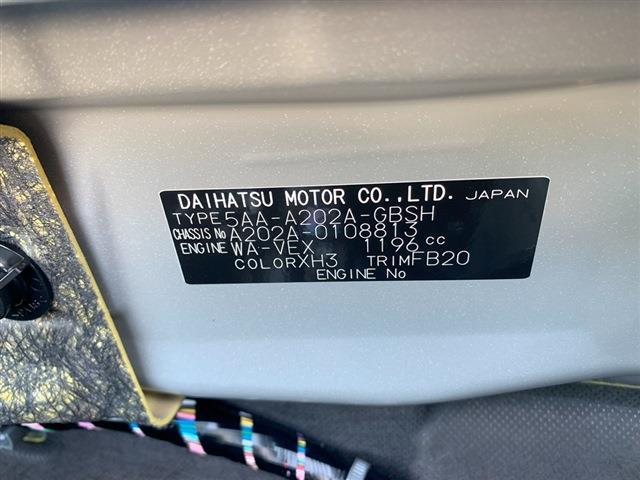 DAIHATSU MOTOR CO.,LTD. JAPAN
TYPE 5AA-A202A-GBSH
CHASSIS No A202A-0108813
ENGINE WA-VEX 1196 cc
COLOR XH3 TRIM FB20
ENGINE No